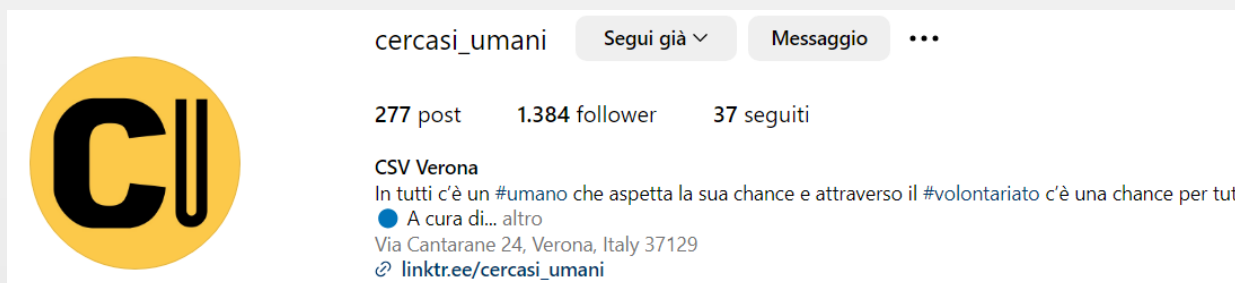 CU
cercasi_umani Segui già Messaggio
277 post 1.384 follower 37 seguiti
CSV Verona
In tutti c'è un #umano che aspetta la sua chance e attraverso il #volontariato c'è una chance per tut
A cura di... altro
Via Cantarane 24, Verona, Italy 37129
linktr.ee/cercasi_umani